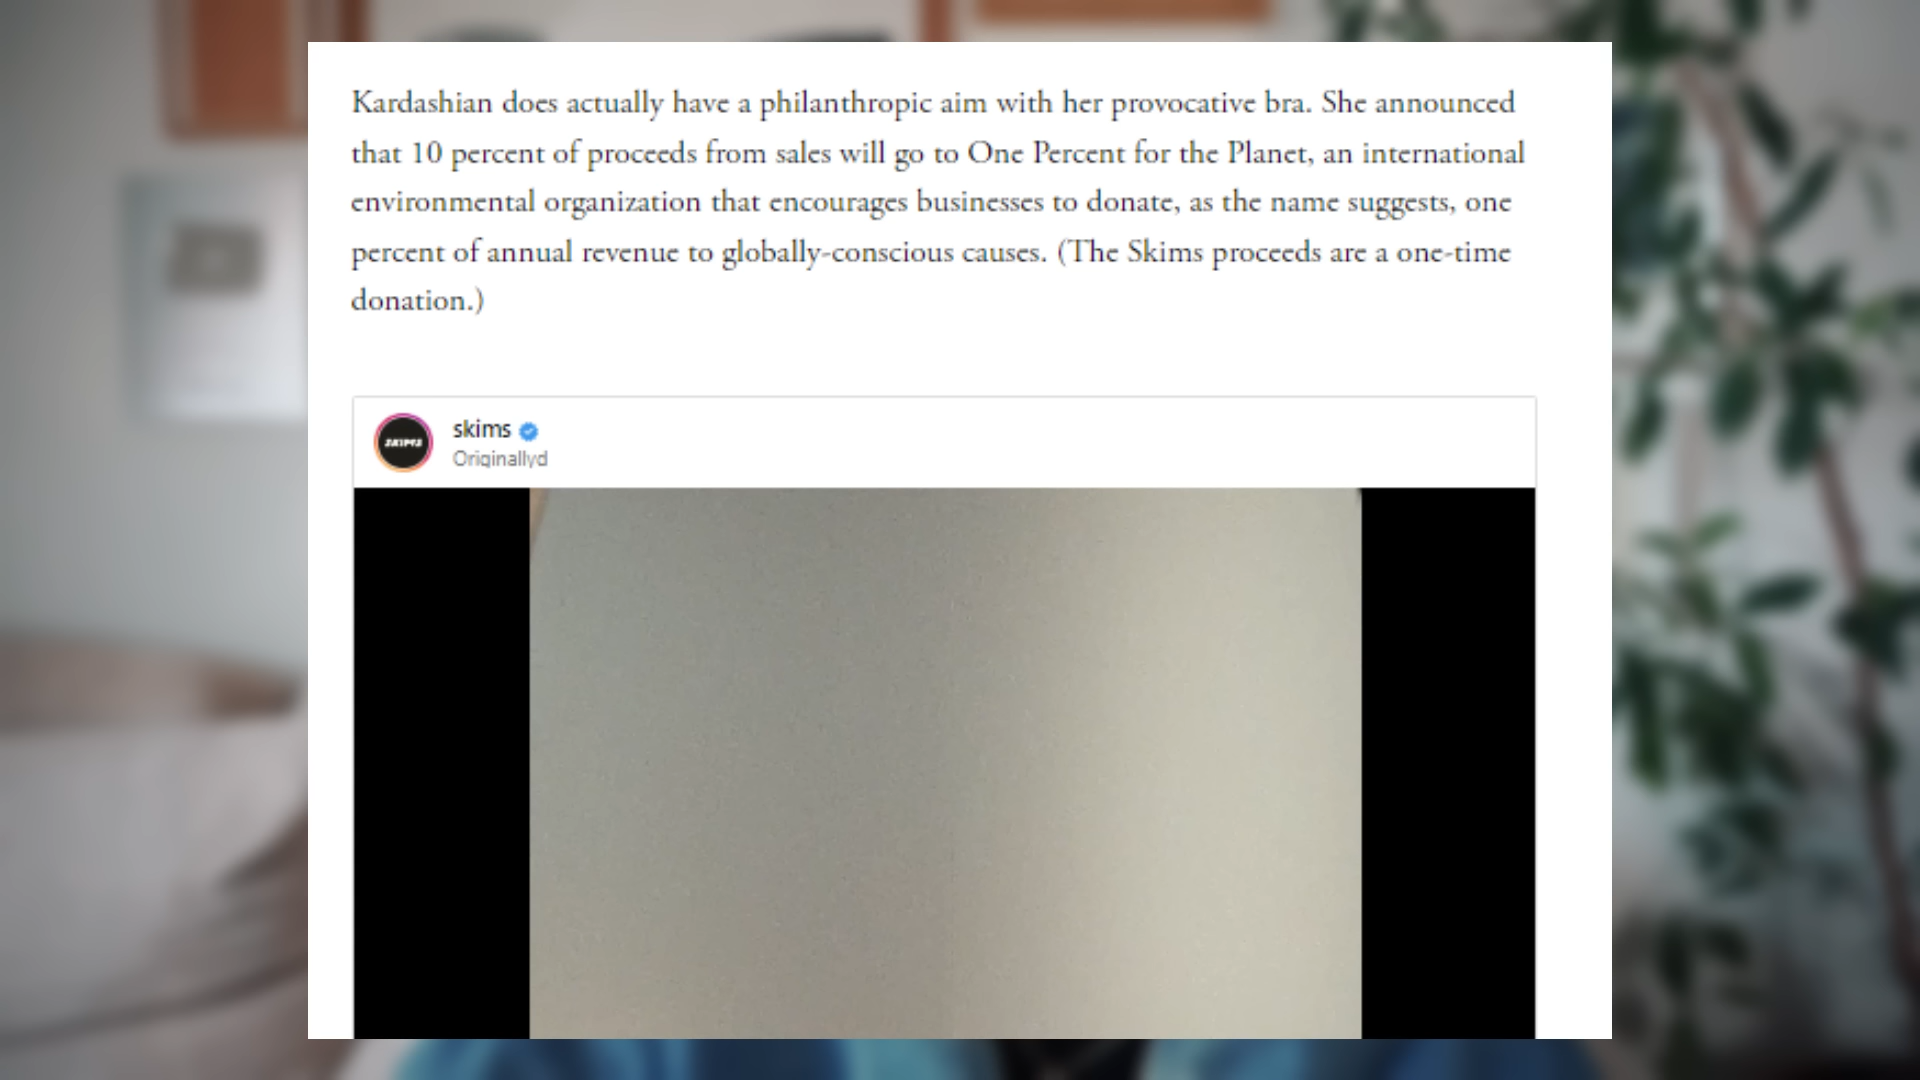 Kardashian does actually have a philanthropic aim with her provocative bra. She announced
that 10 percent of proceeds from sales will go to One Percent for the Planet, an international
environmental organization that encourages businesses to donate, as the name suggests, one
percent of annual revenue to globally-conscious causes. (The Skims proceeds are a one-time
donation.)
skims
SKIMS
Originallyd